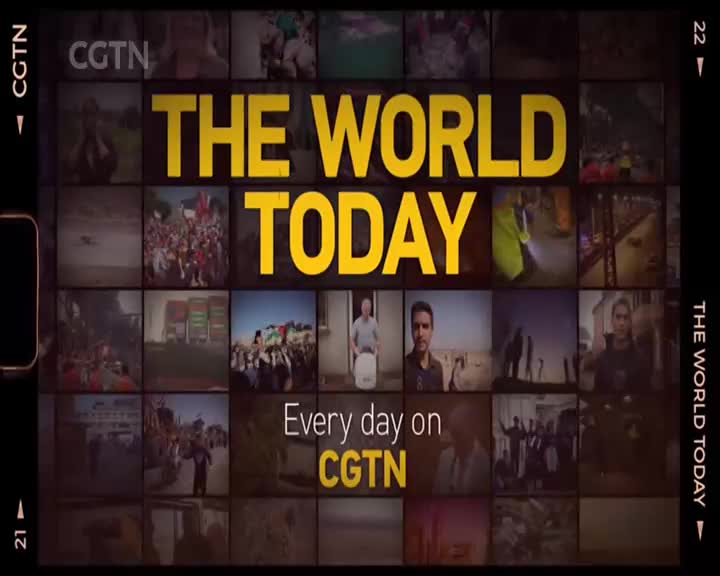 CGTN
CGTN
22
THE WORLD
TODAY
Every day on
CGTN
THE WORLD TODAY
21